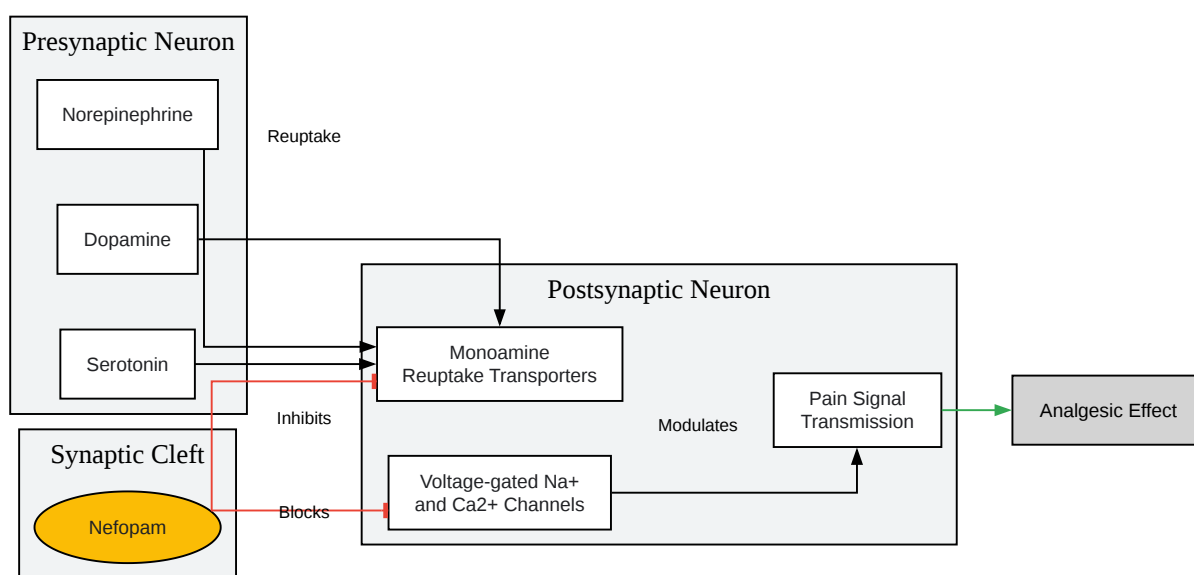 Presynaptic Neuron
Norepinephrine
Reuptake
Dopamine
Postsynaptic Neuron
Serotonin
Monoamine
Reuptake Transporters
Inhibits
Modulates
Pain Signal
Transmission
Analgesic Effect
Synaptic Cleft
Voltage-gated Na+
and Ca2+ Channels
Blocks
Nefopam